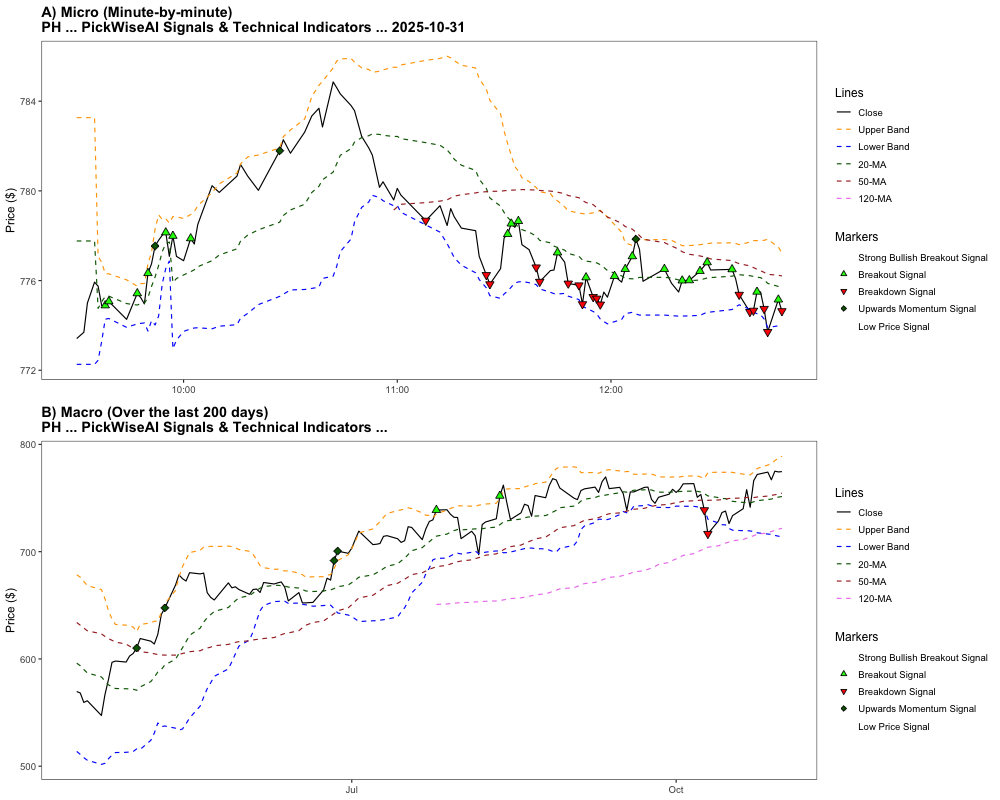 A) Micro (Minute-by-minute)
PH ... PickWiseAI Signals & Technical Indicators ... 2025-10-31
Price ($)
784
780
776
772
10:00
11:00
12:00
Lines
Close
Upper Band
Lower Band
20-MA
50-MA
120-MA
Markers
Strong Bullish Breakout Signal
Breakout Signal
Breakdown Signal
Upwards Momentum Signal
Low Price Signal
B) Macro (Over the last 200 days)
PH ... PickWiseAI Signals & Technical Indicators ...
Price ($)
800
700
600
500
Jul
Oct
Lines
Close
Upper Band
Lower Band
20-MA
50-MA
120-MA
Markers
Strong Bullish Breakout Signal
Breakout Signal
Breakdown Signal
Upwards Momentum Signal
Low Price Signal